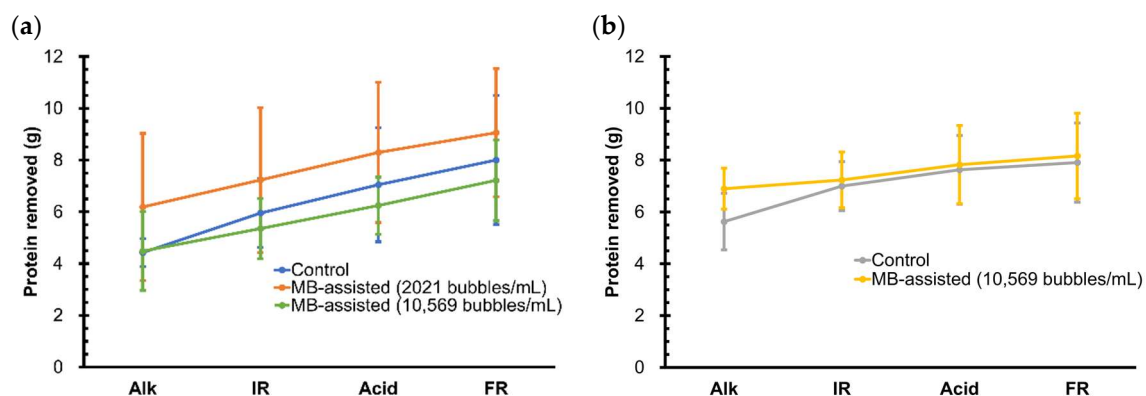 (a)
Protein removed (g)
12
10
8
6
4
2
0
Control
MB-assisted (2021 bubbles/mL)
MB-assisted (10,569 bubbles/mL)
Alk IR Acid FR
(b)
Protein removed (g)
12
10
8
6
4
2
0
Control
MB-assisted (10,569 bubbles/mL)
Alk IR Acid FR